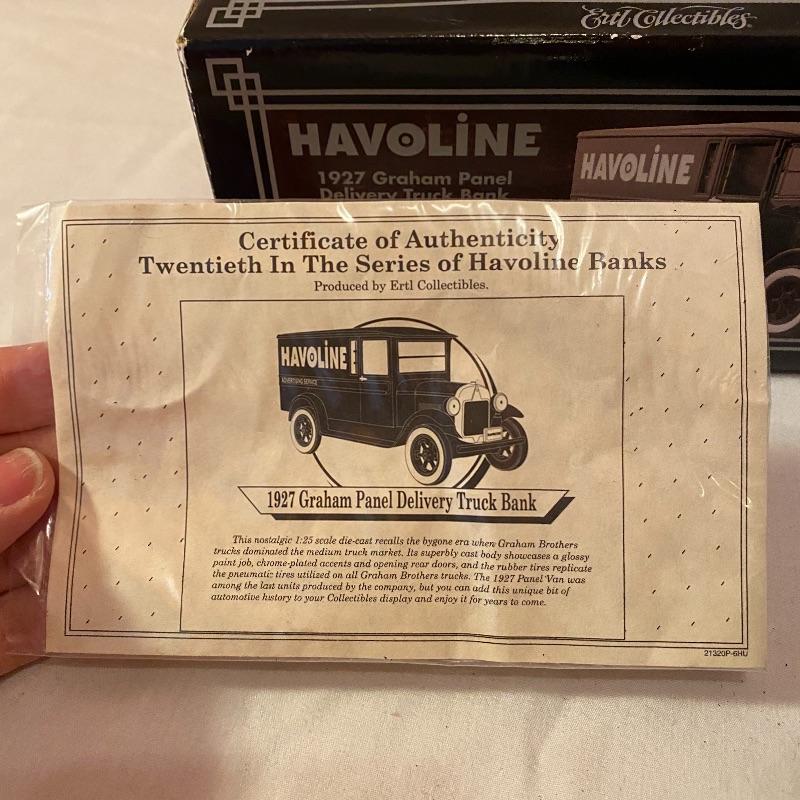 Ertl Collectibles
HAVOLINE
1927 Graham Panel
Delivery Truck Bank
HAVOLINE
Certificate of Authenticity
Twentieth In The Series of Havoline Banks
Produced by Ertl Collectibles.
HAVOLINE
ADVERTISING SERVICE
1927 Graham Panel Delivery Truck Bank
This nostalgic 1:25 scale die-cast recalls the bygone era when Graham Brothers
trucks dominated the medium truck market. Its superbly cast body showcases a glossy
paint job, chrome-plated accents and opening rear doors, and the rubber tires replicate
the pneumatic tires utilized on all Graham Brothers trucks. The 1927 Panel Van was
among the last units produced by the company, but you can add this unique bit of
automotive history to your Collectibles display and enjoy it for years to come.
21320P-6HU